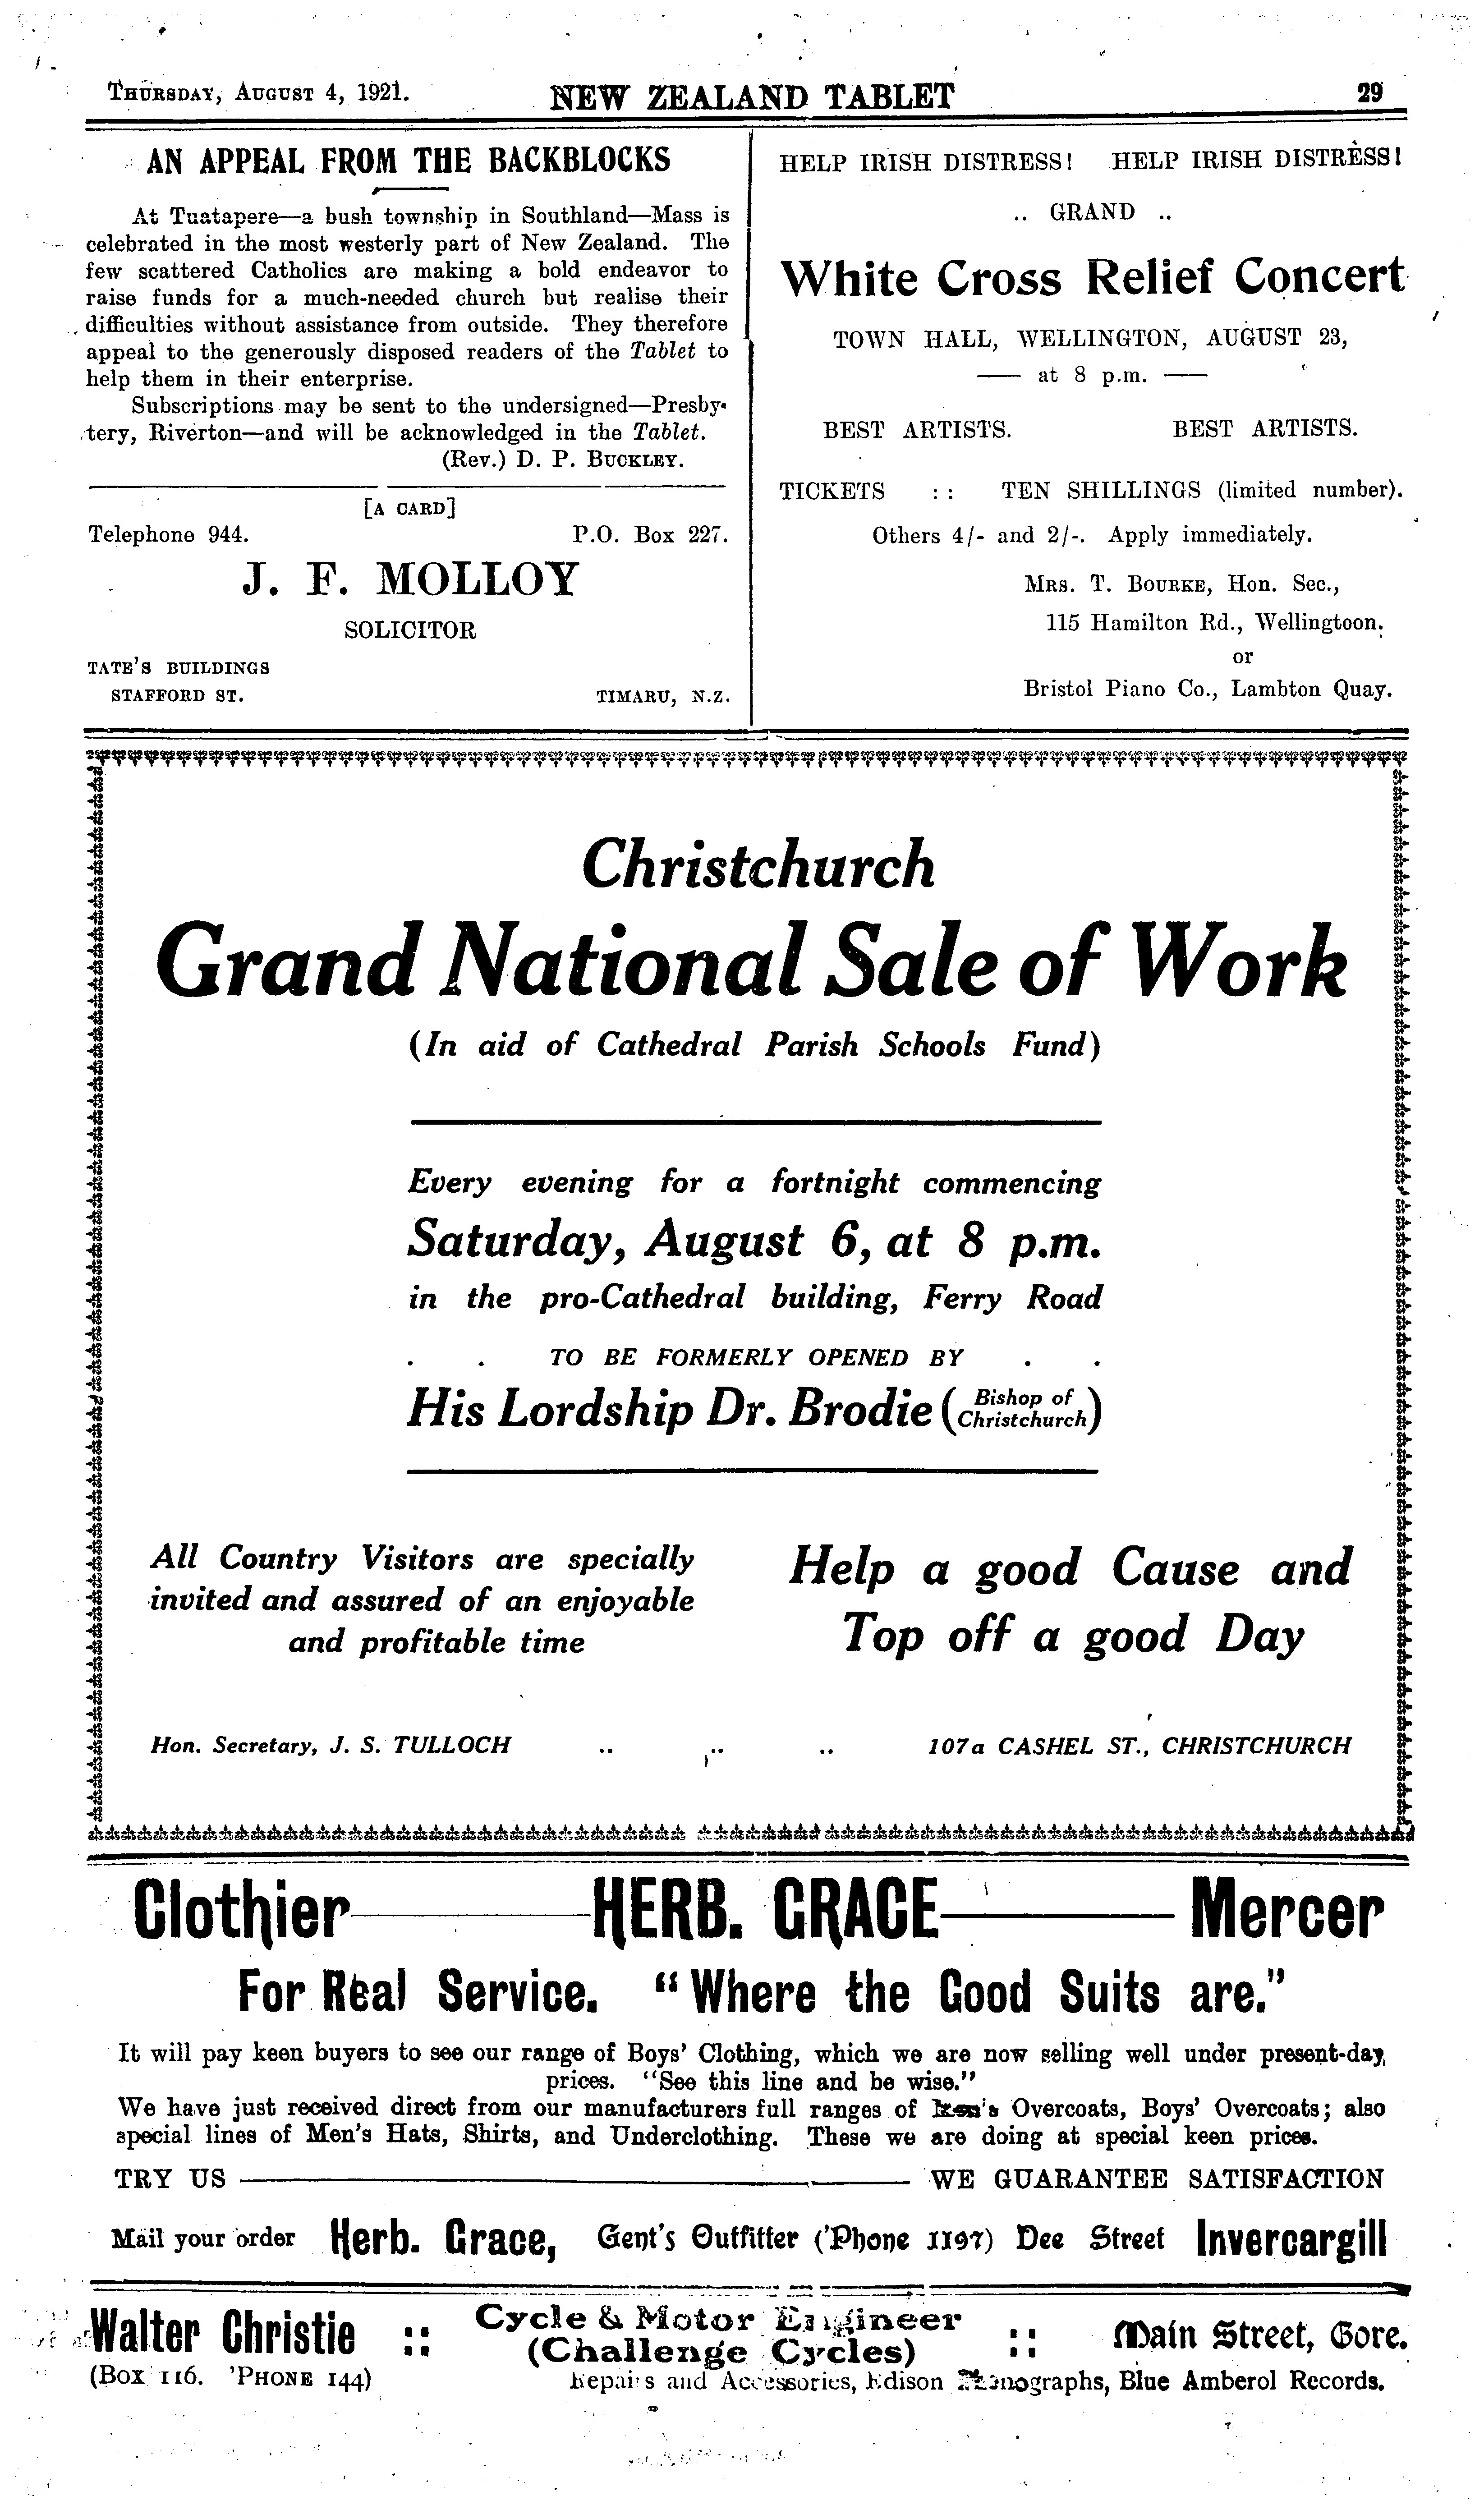 THURSDAY, AUGUST 4, 1921. NEW ZEALAND TABLET 29
AN APPEAL FROM THE BACKBLOCKS
At Tuatapere—a bush township in Southland—Mass is
celebrated in the most westerly part of New Zealand. The
few scattered Catholics are making a bold endeavor to
raise funds for a much-needed church but realise their
difficulties without assistance from outside. They therefore
appeal to the generously disposed readers of the Tablet to
help them in their enterprise.
Subscriptions may be sent to the undersigned—Presby-
tery, Riverton—and will be acknowledged in the Tablet.
(Rev.) D. P. BUCKLEY.
[A CARD]
Telephone 944. P.O. Box 227.
J. F. MOLLOY
SOLICITOR
TATE'S BUILDINGS
STAFFORD ST. TIMARU, N.Z.
HELP IRISH DISTRESS! HELP IRISH DISTRESS!
.. GRAND ..
White Cross Relief Concert
TOWN HALL, WELLINGTON, AUGUST 23,
— at 8 p.m. —
BEST ARTISTS. BEST ARTISTS.
TICKETS :: TEN SHILLINGS (limited number).
Others 4/- and 2/-. Apply immediately.
MRS. T. BOURKE, Hon. Sec.,
115 Hamilton Rd., Wellingtoon.
or
Bristol Piano Co., Lambton Quay.
Christchurch
Grand National Sale of Work
(In aid of Cathedral Parish Schools Fund)
Every evening for a fortnight commencing
Saturday, August 6, at 8 p.m.
in the pro-Cathedral building, Ferry Road
. . TO BE FORMERLY OPENED BY . .
His Lordship Dr. Brodie (Bishop of
Christchurch)
All Country Visitors are specially
invited and assured of an enjoyable
and profitable time
Help a good Cause and
Top off a good Day
Hon. Secretary, J. S. TULLOCH .. .. .. 107a CASHEL ST., CHRISTCHURCH
Clothier — HERB. GRACE — Mercer
For Real Service. "Where the Good Suits are."
It will pay keen buyers to see our range of Boys' Clothing, which we are now selling well under present-day
prices. "See this line and be wise."
We have just received direct from our manufacturers full ranges of Men's Overcoats, Boys' Overcoats; also
special lines of Men's Hats, Shirts, and Underclothing. These we are doing at special keen prices.
TRY US — WE GUARANTEE SATISFACTION
Mail your order Herb. Grace, Gent's Outfitter ('Phone 1197) Dee Street Invercargill
Walter Christie :: Cycle & Motor Engineer :: Main Street, Gore.
(Challenge Cycles)
(BOX 116. 'PHONE 144) Repairs and Accessories, Edison Phonographs, Blue Amberol Records.